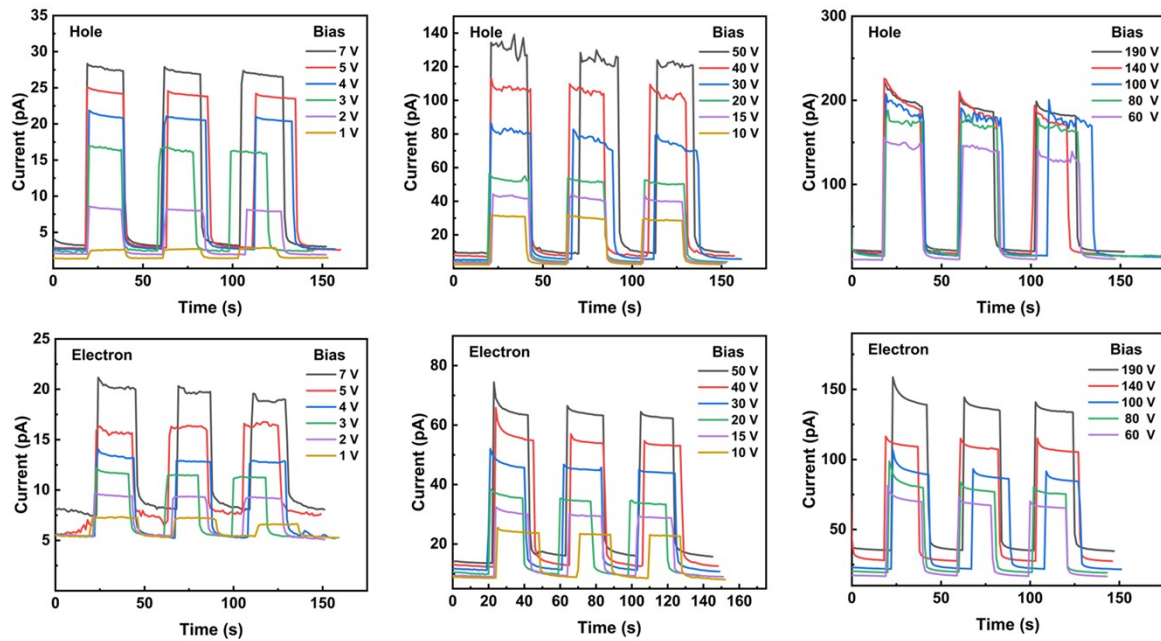 35
30
25
20
15
10
5
Current (pA)
Hole
Bias
7 V
5 V
4 V
3 V
2 V
1 V
0
50
100
150
Time (s)
140
120
100
80
60
40
20
0
Current (pA)
Hole
Bias
50 V
40 V
30 V
20 V
15 V
10 V
0
50
100
150
Time (s)
300
200
100
Current (pA)
Hole
Bias
190 V
140 V
100 V
80 V
60 V
0
50
100
150
Time (s)
25
20
15
10
5
Current (pA)
Electron
Bias
7 V
5 V
4 V
3 V
2 V
1 V
0
50
100
150
Time (s)
80
60
40
20
Current (pA)
Electron
Bias
50 V
40 V
30 V
20 V
15 V
10 V
0 20 40 60 80 100 120 140 160
Time (s)
150
100
50
Current (pA)
Electron
Bias
190 V
140 V
100 V
80 V
60 V
0
50
100
150
Time (s)